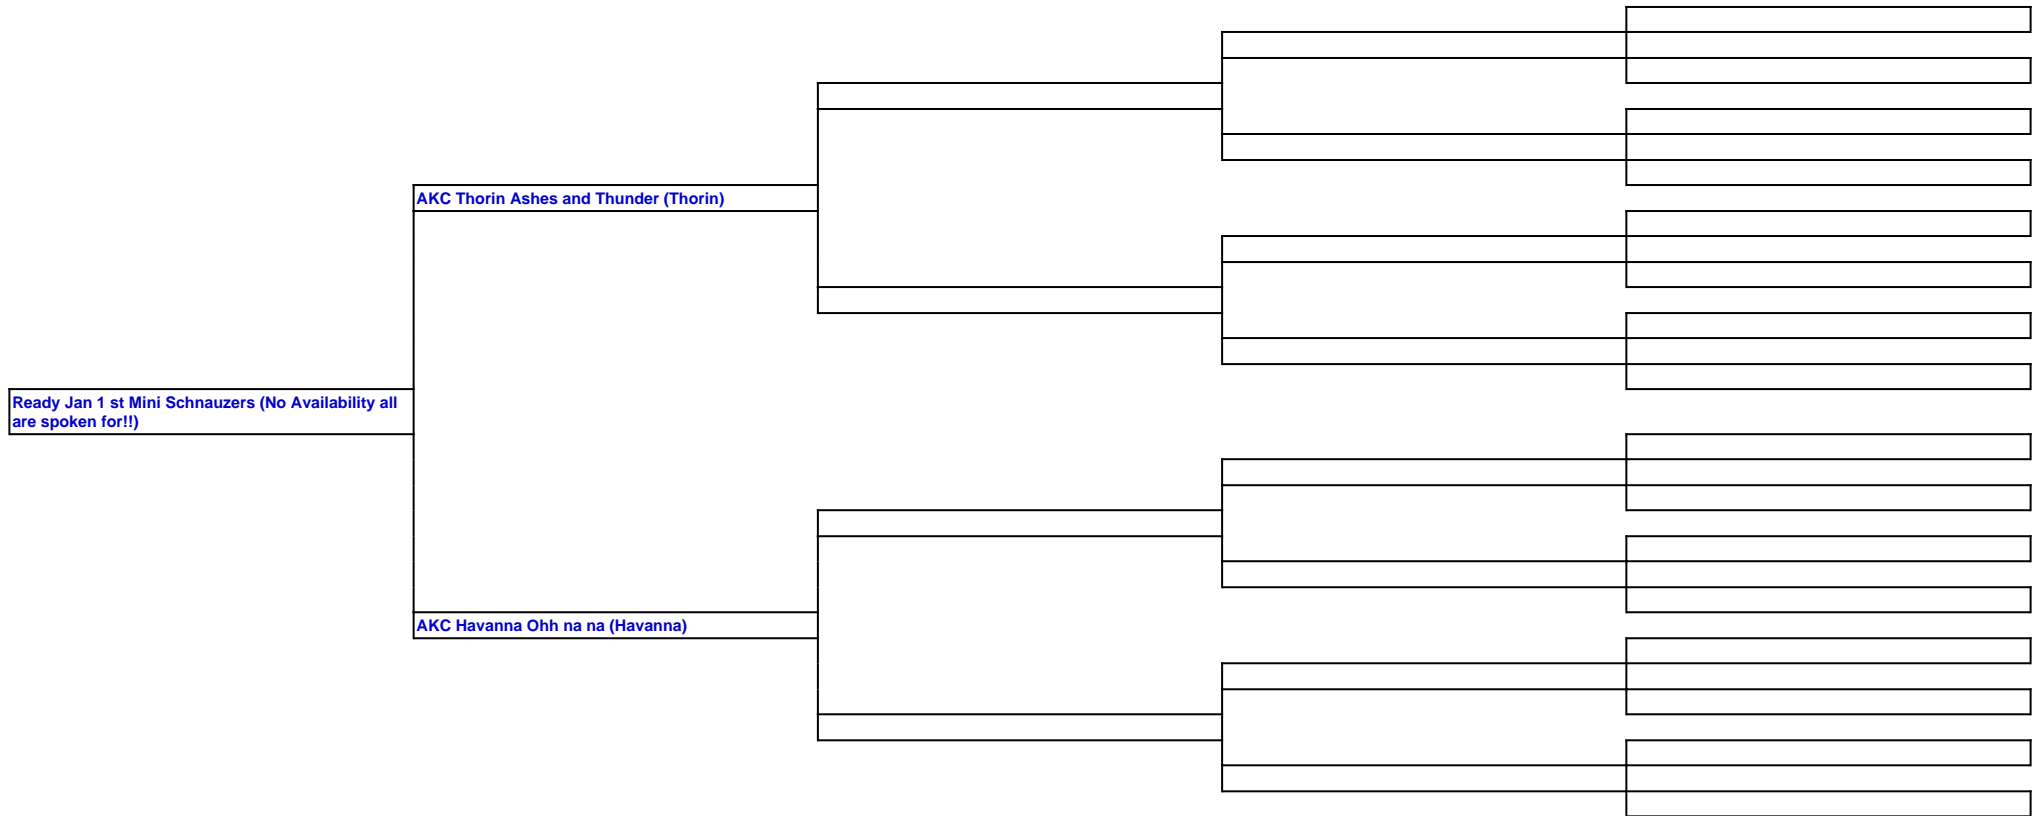 AKC Thorin Ashes and Thunder (Thorin)
Ready Jan 1 st Mini Schnauzers (No Availability all
are spoken for!!)
AKC Havanna Ohh na na (Havanna)